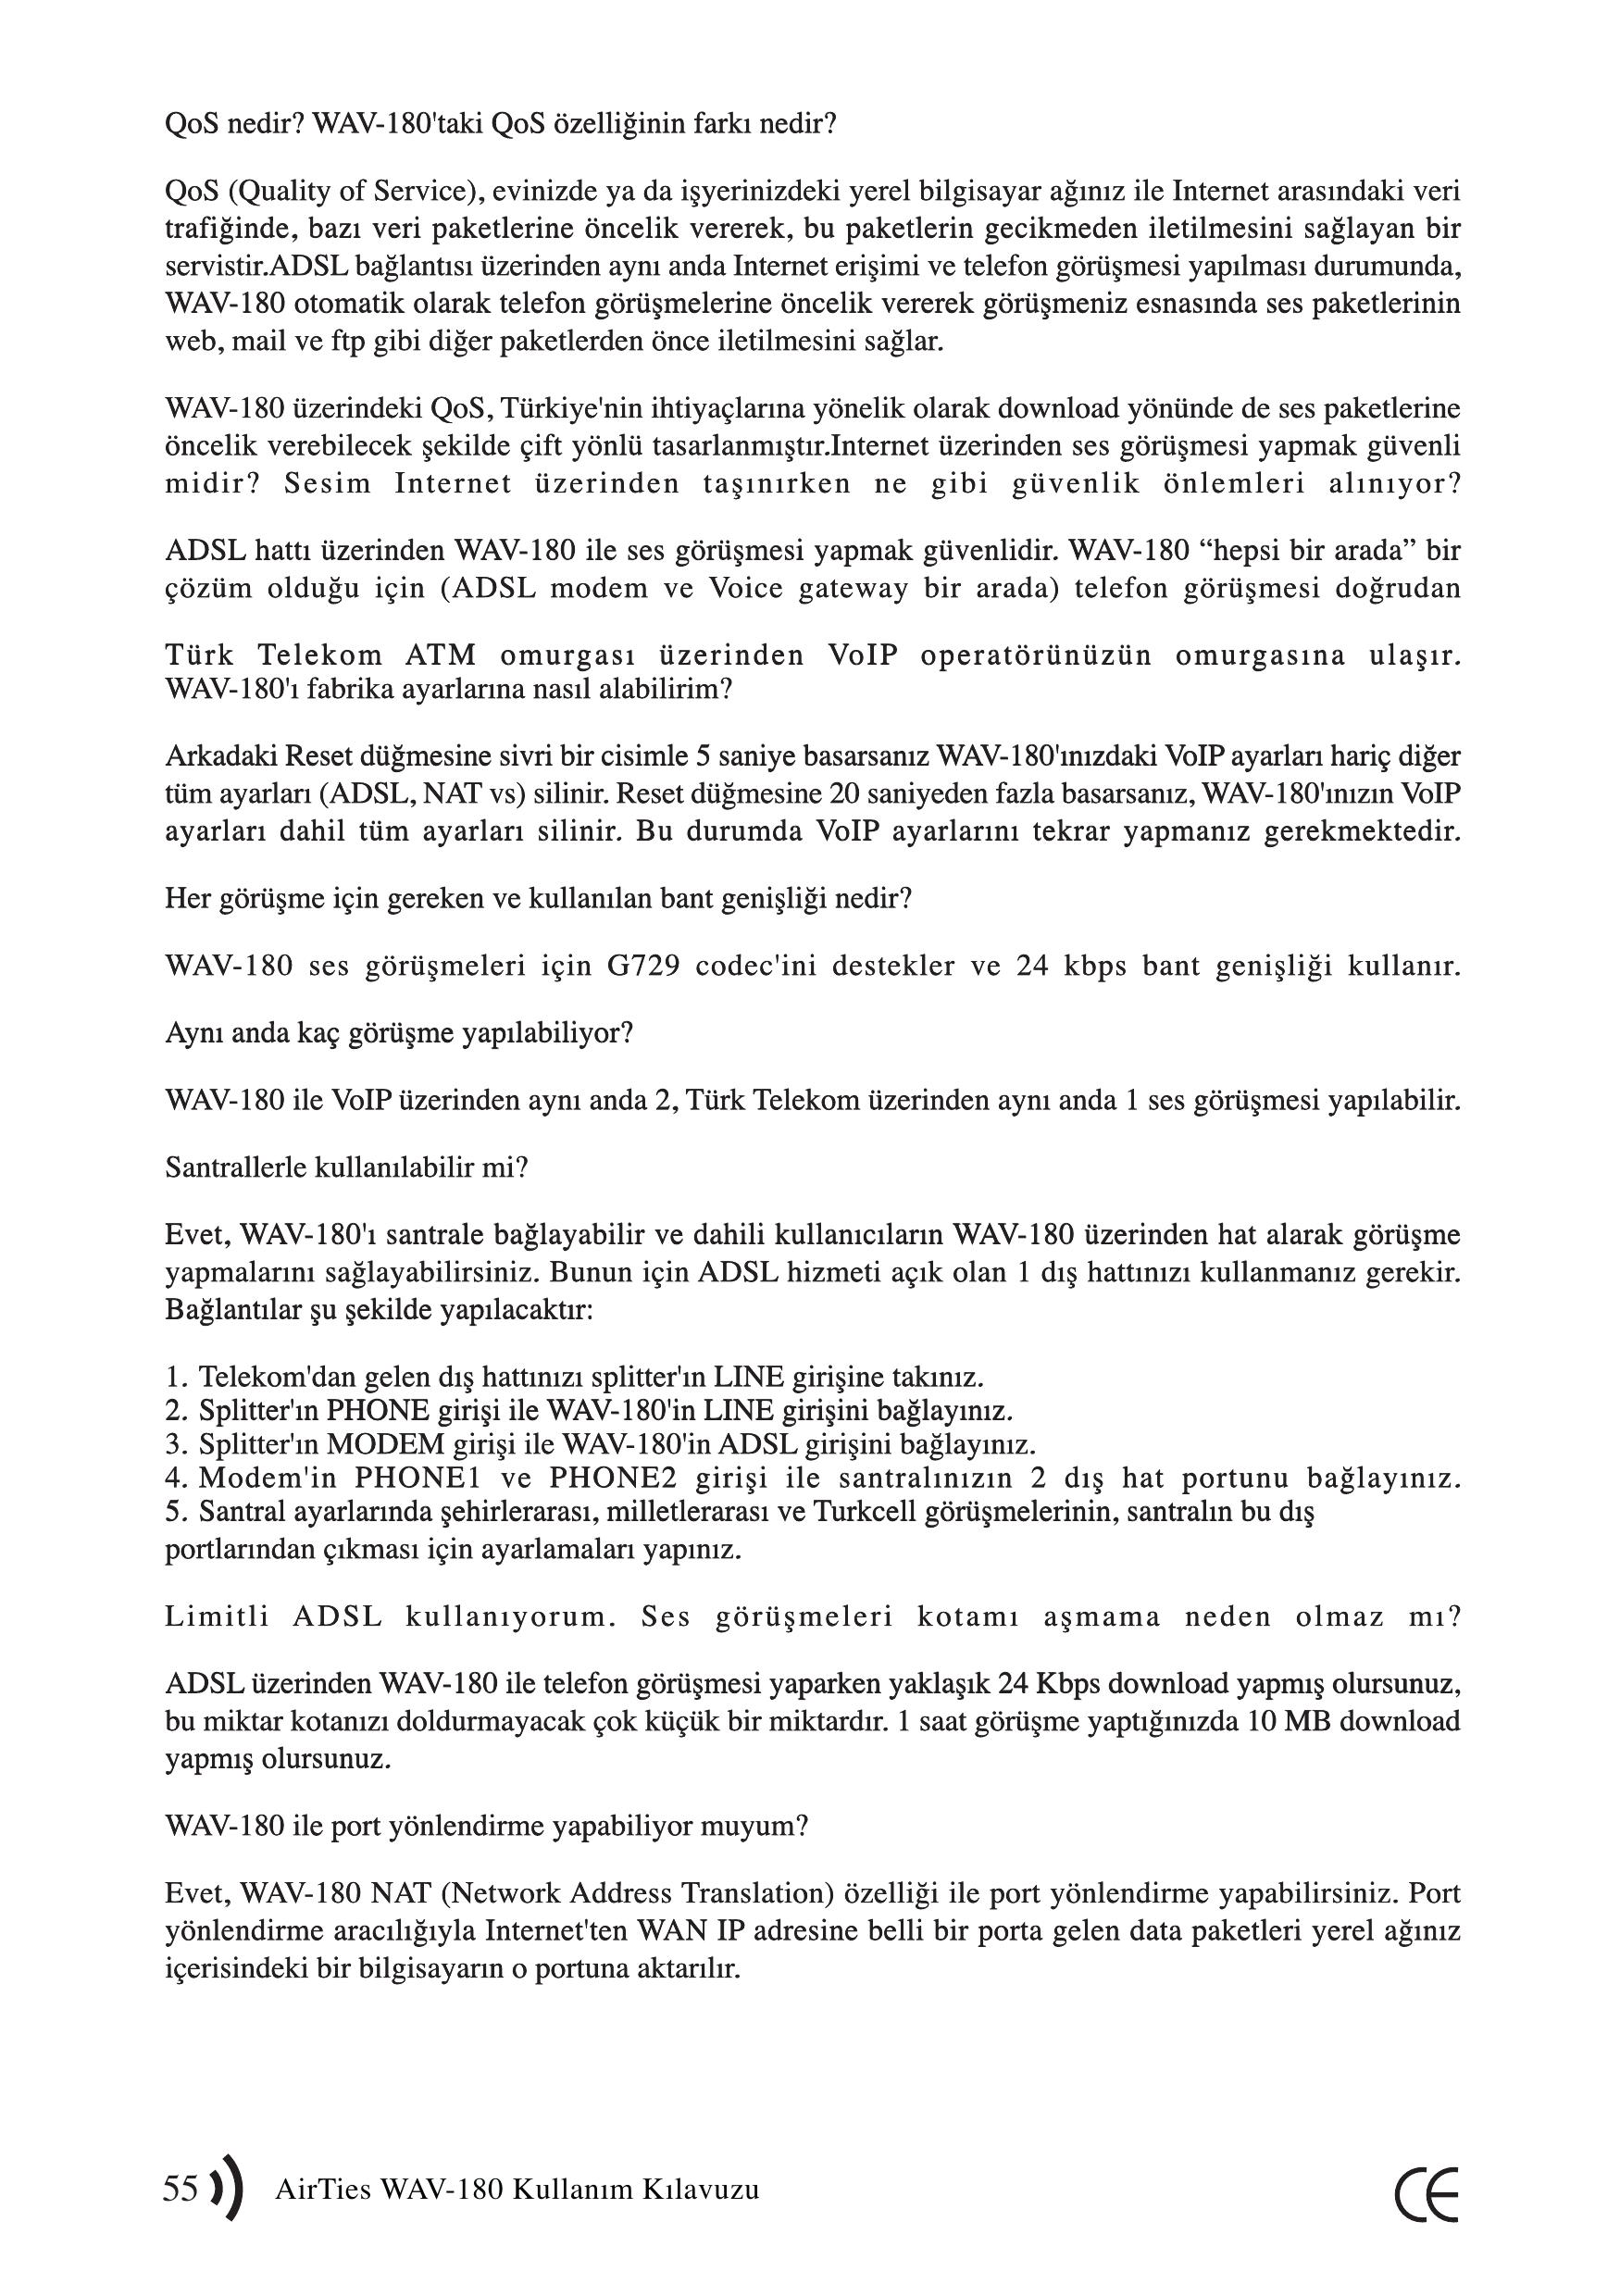 QoS nedir? WAV-180'taki QoS özelliğinin farkı nedir?
QoS (Quality of Service), evinizde ya da işyerinizdeki yerel bilgisayar ağınız ile Internet arasındaki veri
trafiğinde, bazı veri paketlerine öncelik vererek, bu paketlerin gecikmeden iletilmesini sağlayan bir
servistir.ADSL bağlantısı üzerinden aynı anda Internet erişimi ve telefon görüşmesi yapılması durumunda,
WAV-180 otomatik olarak telefon görüşmelerine öncelik vererek görüşmeniz esnasında ses paketlerinin
web, mail ve ftp gibi diğer paketlerden önce iletilmesini sağlar.
WAV-180 üzerindeki QoS, Türkiye'nin ihtiyaçlarına yönelik olarak download yönünde de ses paketlerine
öncelik verebilecek şekilde çift yönlü tasarlanmıştır.Internet üzerinden ses görüşmesi yapmak güvenli
midir? Sesim Internet üzerinden taşınırken ne gibi güvenlik önlemleri alınıyor?
ADSL hattı üzerinden WAV-180 ile ses görüşmesi yapmak güvenlidir. WAV-180 “hepsi bir arada” bir
çözüm olduğu için (ADSL modem ve Voice gateway bir arada) telefon görüşmesi doğrudan
Türk Telekom ATM omurgası üzerinden VoIP operatörünüzün omurgasına ulaşır.
WAV-180'ı fabrika ayarlarına nasıl alabilirim?
Arkadaki Reset düğmesine sivri bir cisimle 5 saniye basarsanız WAV-180'ınızdaki VoIP ayarları hariç diğer
tüm ayarları (ADSL, NAT vs) silinir. Reset düğmesine 20 saniyeden fazla basarsanız, WAV-180'ınızın VoIP
ayarları dahil tüm ayarları silinir. Bu durumda VoIP ayarlarını tekrar yapmanız gerekmektedir.
Her görüşme için gereken ve kullanılan bant genişliği nedir?
WAV-180 ses görüşmeleri için G729 codec'ini destekler ve 24 kbps bant genişliği kullanır.
Aynı anda kaç görüşme yapılabiliyor?
WAV-180 ile VoIP üzerinden aynı anda 2, Türk Telekom üzerinden aynı anda 1 ses görüşmesi yapılabilir.
Santrallerle kullanılabilir mi?
Evet, WAV-180'ı santrale bağlayabilir ve dahili kullanıcıların WAV-180 üzerinden hat alarak görüşme
yapmalarını sağlayabilirsiniz. Bunun için ADSL hizmeti açık olan 1 dış hattınızı kullanmanız gerekir.
Bağlantılar şu şekilde yapılacaktır:
1. Telekom'dan gelen dış hattınızı splitter'ın LINE girişine takınız.
2. Splitter'ın PHONE girişi ile WAV-180'in LINE girişini bağlayınız.
3. Splitter'ın MODEM girişi ile WAV-180'in ADSL girişini bağlayınız.
4. Modem'in PHONE1 ve PHONE2 girişi ile santralınızın 2 dış hat portunu bağlayınız.
5. Santral ayarlarında şehirlerarası, milletlerarası ve Turkcell görüşmelerinin, santralın bu dış
portlarından çıkması için ayarlamaları yapınız.
Limitli ADSL kullanıyorum. Ses görüşmeleri kotamı aşmama neden olmaz mı?
ADSL üzerinden WAV-180 ile telefon görüşmesi yaparken yaklaşık 24 Kbps download yapmış olursunuz,
bu miktar kotanızı doldurmayacak çok küçük bir miktardır. 1 saat görüşme yaptığınızda 10 MB download
yapmış olursunuz.
WAV-180 ile port yönlendirme yapabiliyor muyum?
Evet, WAV-180 NAT (Network Address Translation) özelliği ile port yönlendirme yapabilirsiniz. Port
yönlendirme aracılığıyla Internet'ten WAN IP adresine belli bir porta gelen data paketleri yerel ağınız
içerisindeki bir bilgisayarın o portuna aktarılır.
55 AirTies WAV-180 Kullanım Kılavuzu CE